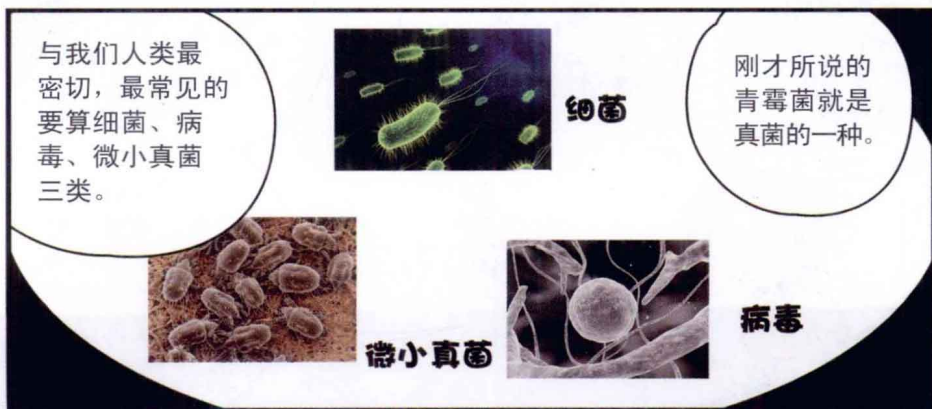 与我们人类最
密切，最常见的
要算细菌、病
毒、微小真菌
三类。
细菌
刚才所说的
青霉菌就是
真菌的一种。
微小真菌
病毒